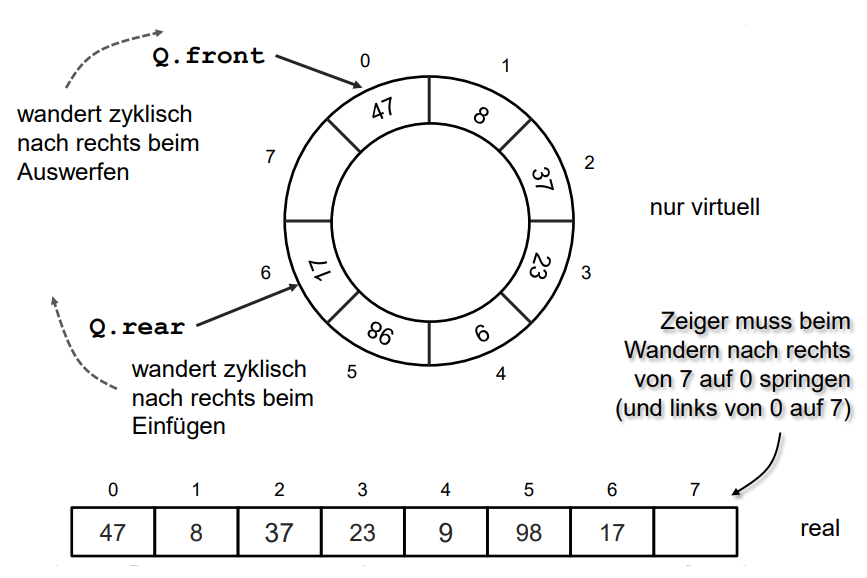 Q.front
wandert zyklisch
nach rechts beim
Auswerfen
0
1
2
3
4
5
6
7
47
8
37
23
9
98
17
nur virtuell
Q.rear
wandert zyklisch
nach rechts beim
Einfügen
Zeiger muss beim
Wandern nach rechts
von 7 auf 0 springen
(und links von 0 auf 7)
0 1 2 3 4 5 6 7
47 8 37 23 9 98 17
real